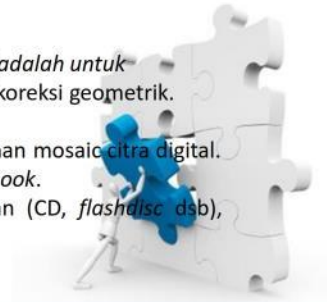 adalah untuk
koreksi geometrik.
an mosaic citra digital.
ook.
n (CD, flashdisc dsb),